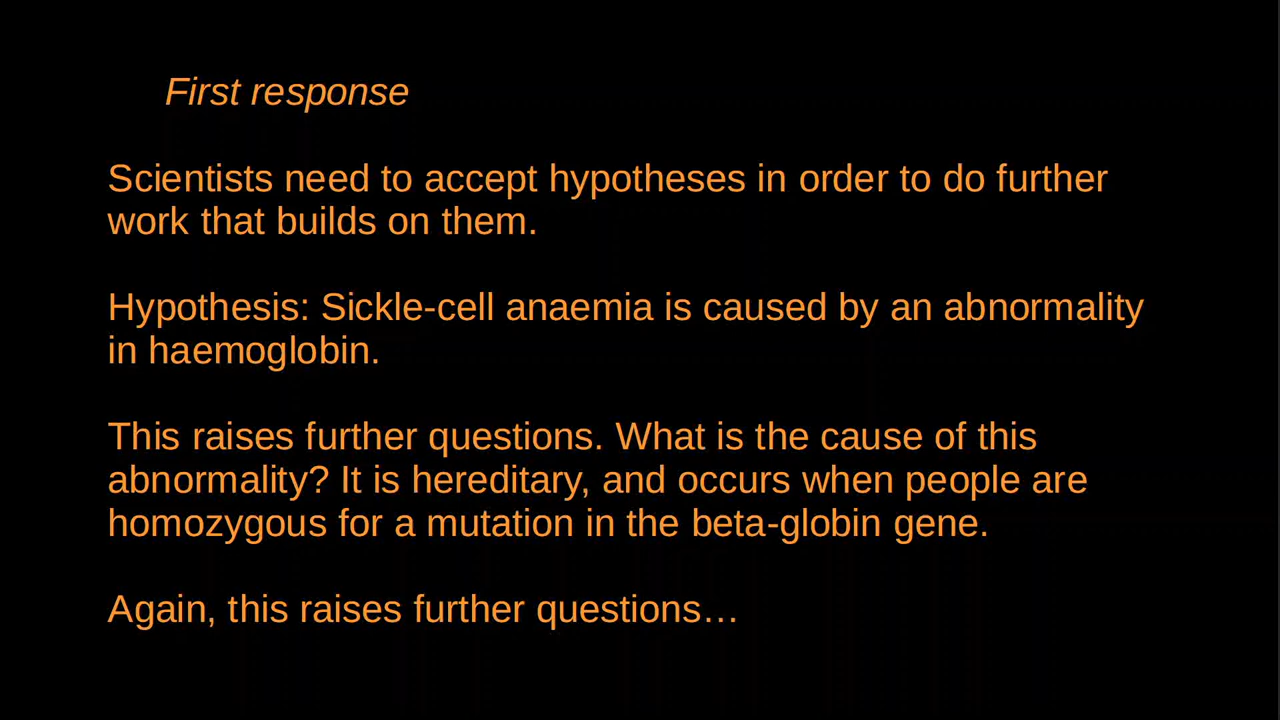 First response
Scientists need to accept hypotheses in order to do further
work that builds on them.
Hypothesis: Sickle-cell anaemia is caused by an abnormality
in haemoglobin.
This raises further questions. What is the cause of this
abnormality? It is hereditary, and occurs when people are
homozygous for a mutation in the beta-globin gene.
Again, this raises further questions…